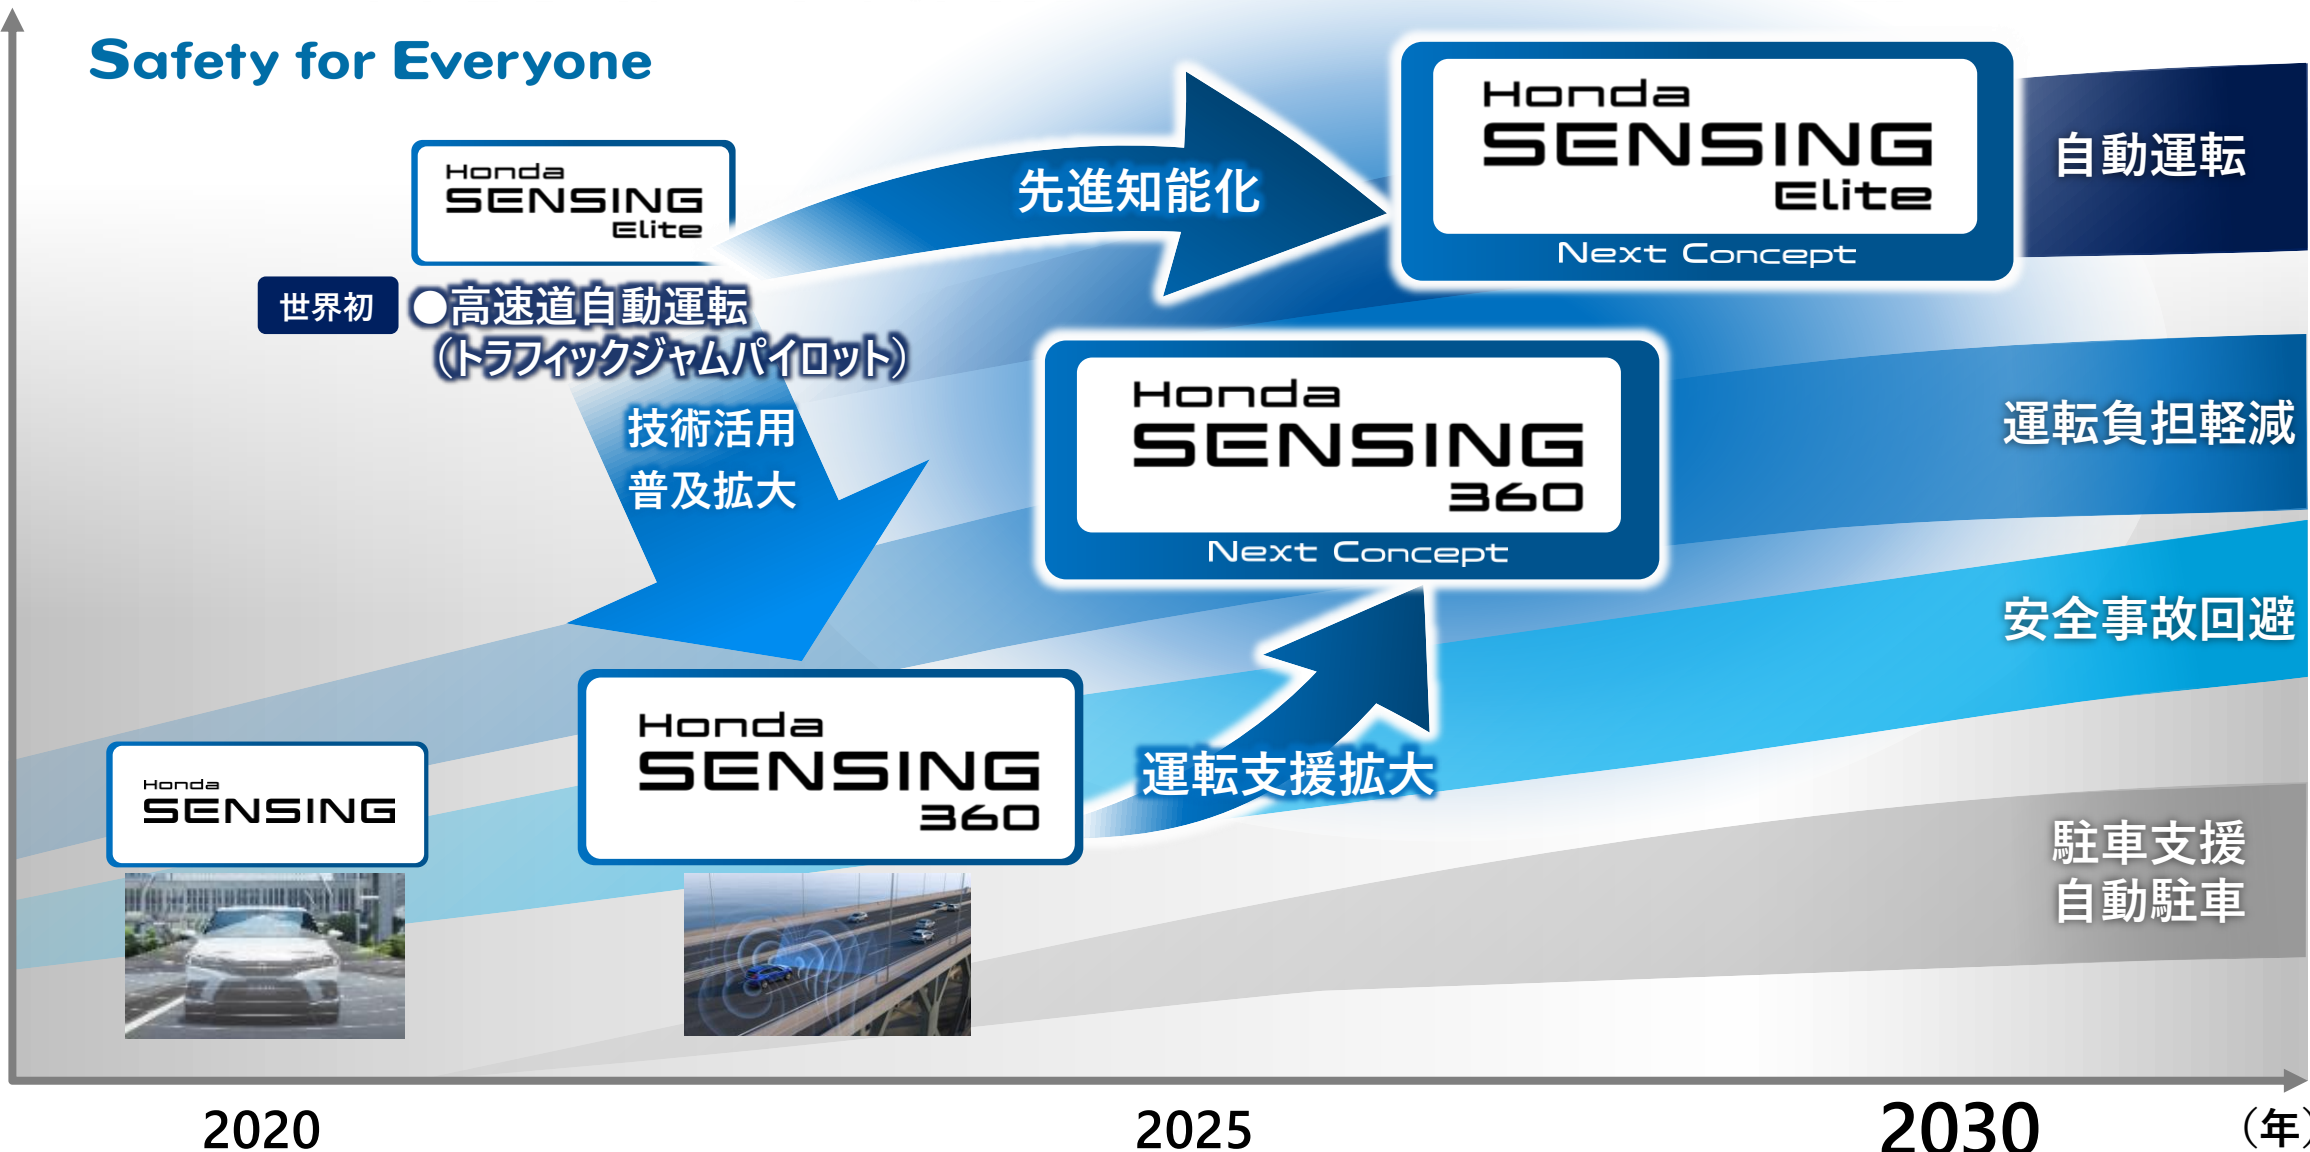 Safety for Everyone
Honda
SENSING
Elite
世界初
●高速道自動運転
（トラフィックジャムパイロット）
技術活用
普及拡大
先進知能化
Honda
SENSING
Elite
Next Concept
自動運転
Honda
SENSING
360
Next Concept
運転負担軽減
安全事故回避
Honda
SENSING
Honda
SENSING
360
運転支援拡大
駐車支援
自動駐車
2020
2025
2030
（年）